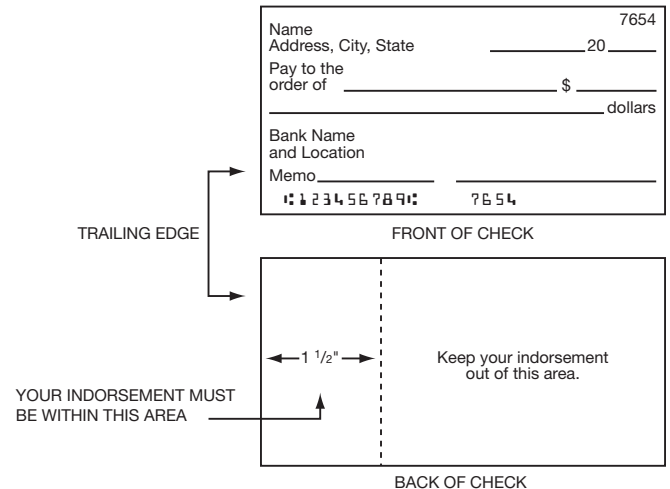 7654
Name
Address, City, State 20
Pay to the
order of $
dollars
Bank Name
and Location
Memo
⑆123456789⑆ 7654
TRAILING EDGE
FRONT OF CHECK
1 1/2"
Keep your indorsement
out of this area.
YOUR INDORSEMENT MUST
BE WITHIN THIS AREA
BACK OF CHECK